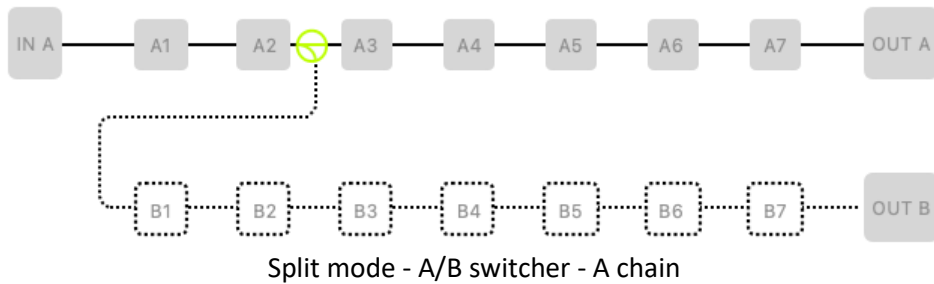 IN A A1 A2 A3 A4 A5 A6 A7 OUT A
B1 B2 B3 B4 B5 B6 B7 OUT B
Split mode - A/B switcher - A chain